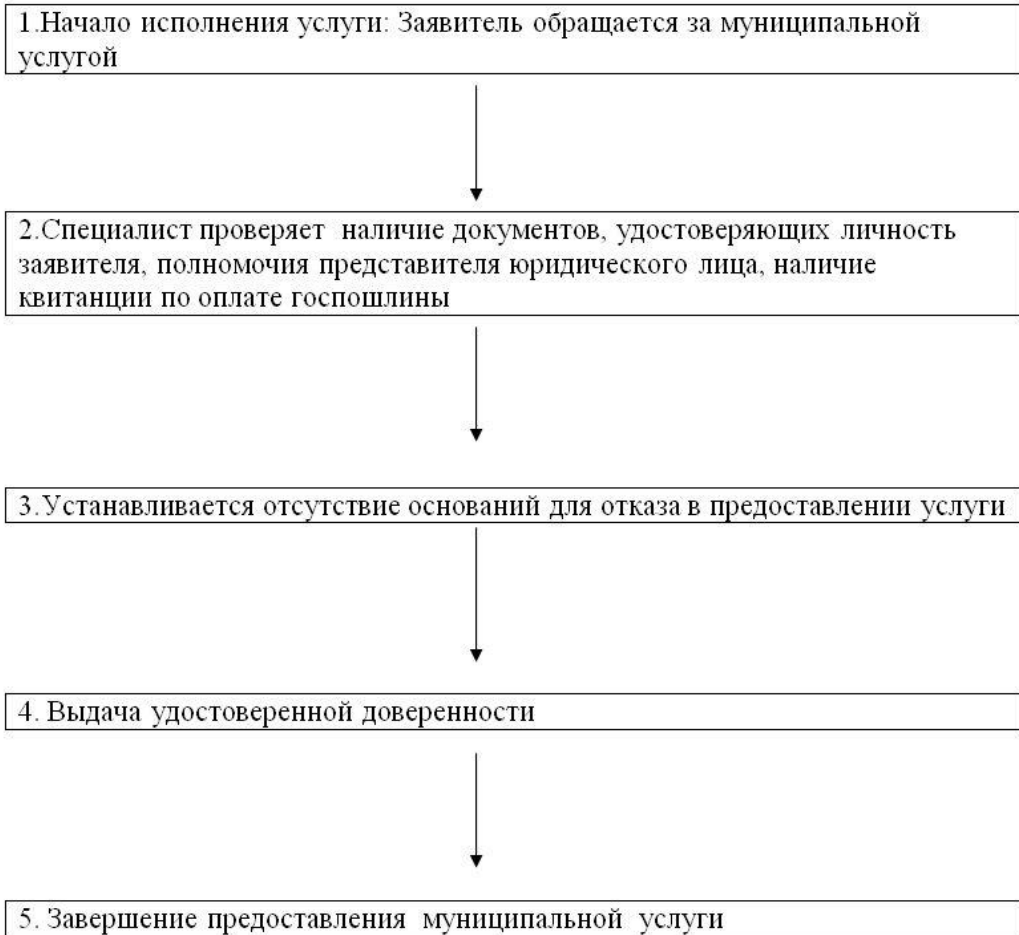 1.Начало исполнения услуги: Заявитель обращается за муниципальной
услугой
2.Специалист проверяет наличие документов, удостоверяющих личность
заявителя, полномочия представителя юридического лица, наличие
квитанции по оплате госпошлины
3.Устанавливается отсутствие оснований для отказа в предоставлении услуги
4. Выдача удостоверенной доверенности
5. Завершение предоставления муниципальной услуги